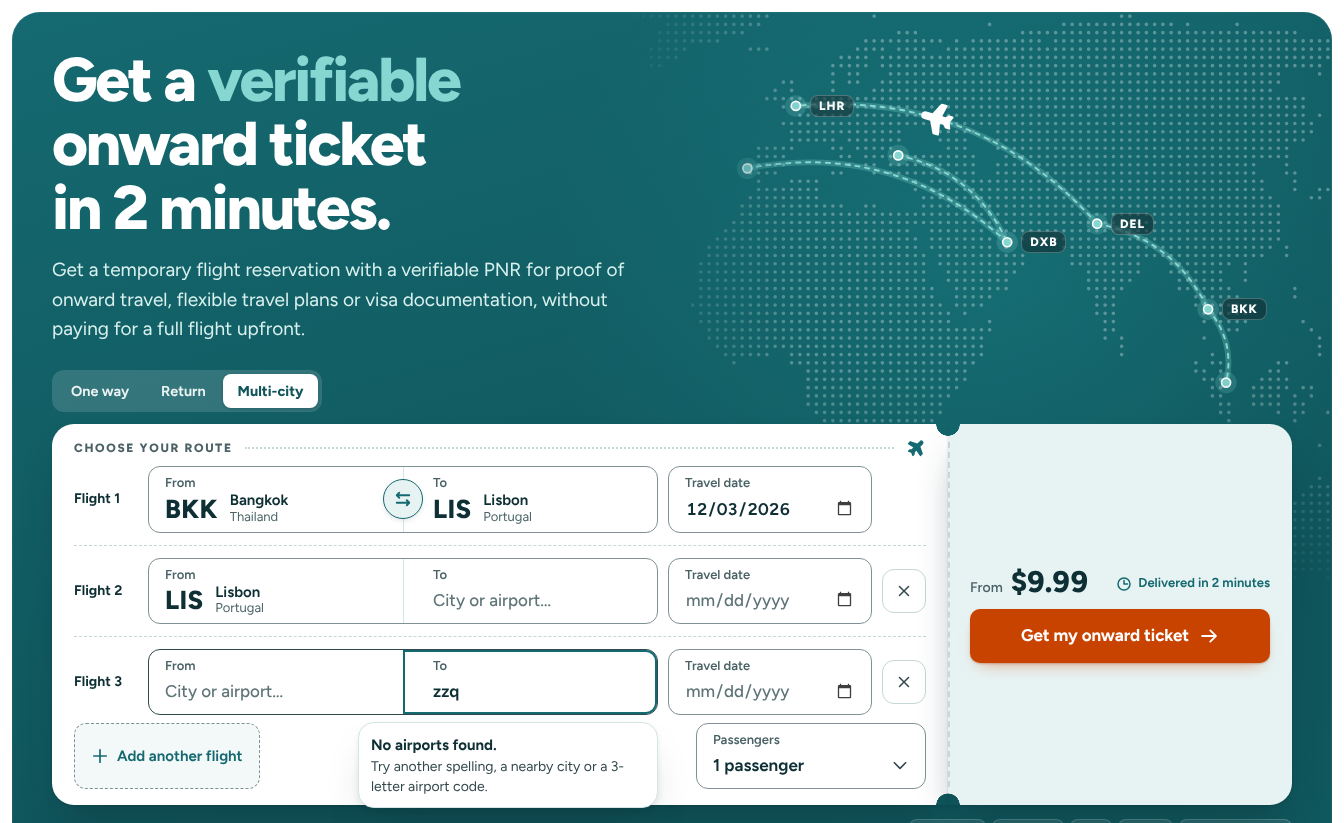 Get a verifiable
onward ticket
in 2 minutes.
Get a temporary flight reservation with a verifiable PNR for proof of
onward travel, flexible travel plans or visa documentation, without
paying for a full flight upfront.
LHR
DXB
DEL
BKK
One way
Return
Multi-city
CHOOSE YOUR ROUTE
Flight 1
From
BKK
Bangkok
Thailand
To
LIS
Lisbon
Portugal
Travel date
12/03/2026
Flight 2
From
LIS
Lisbon
Portugal
To
City or airport...
Travel date
mm/dd/yyyy
Flight 3
From
City or airport...
To
zzq
Travel date
mm/dd/yyyy
Add another flight
No airports found.
Try another spelling, a nearby city or a 3-
letter airport code.
Passengers
1 passenger
From $9.99
Delivered in 2 minutes
Get my onward ticket